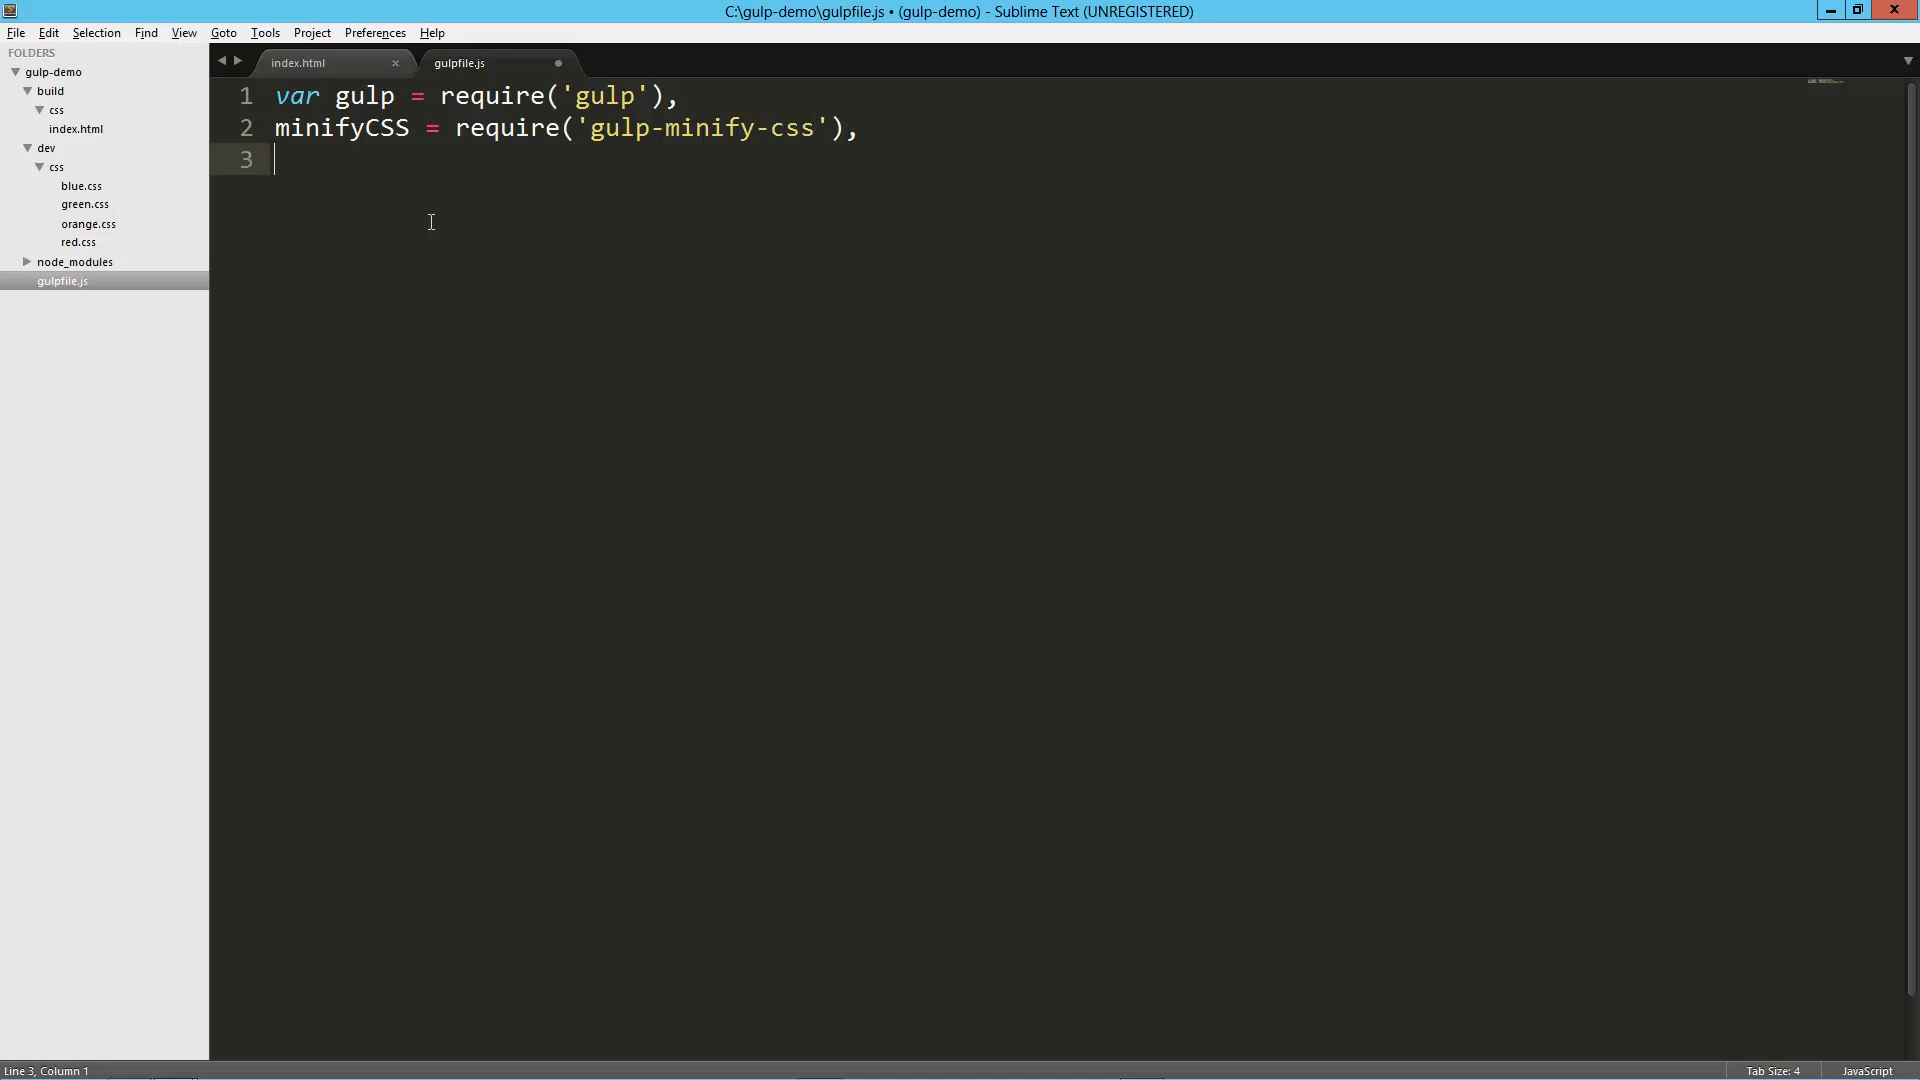 C:\gulp-demo\gulpfile.js • (gulp-demo) - Sublime Text (UNREGISTERED)
File Edit Selection Find View Goto Tools Project Preferences Help
FOLDERS
gulp-demo
build
css
index.html
dev
css
blue.css
green.css
orange.css
red.css
node_modules
gulpfile.js
index.html × gulpfile.js
1 var gulp = require('gulp'),
2 minifyCSS = require('gulp-minify-css'),
3
Line 3, Column 1 Tab Size: 4 JavaScript